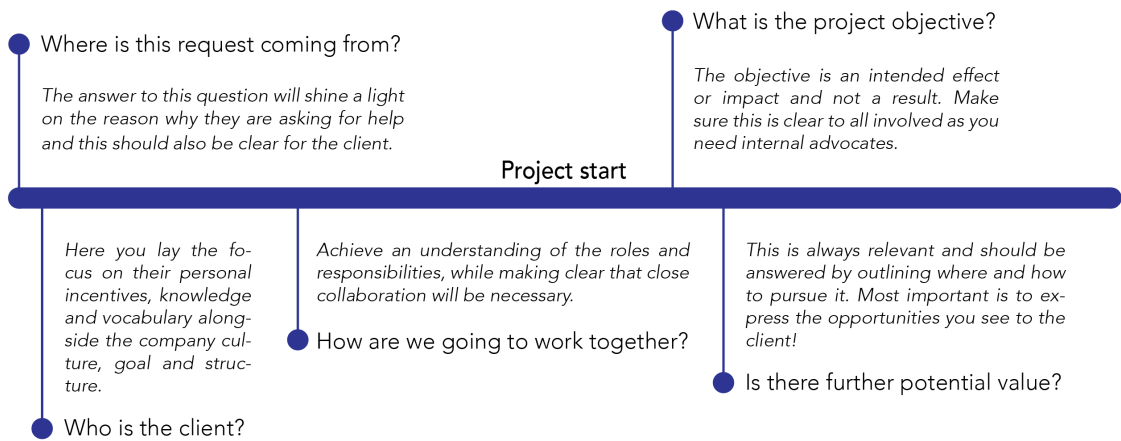 Where is this request coming from?
The answer to this question will shine a light
on the reason why they are asking for help
and this should also be clear for the client.
What is the project objective?
The objective is an intended effect
or impact and not a result. Make
sure this is clear to all involved as you
need internal advocates.
Project start
Here you lay the fo-
cus on their personal
incentives, knowledge
and vocabulary along-
side the company cul-
ture, goal and struc-
ture.
Who is the client?
Achieve an understanding of the roles and
responsibilities, while making clear that close
collaboration will be necessary.
How are we going to work together?
This is always relevant and should be
answered by outlining where and how
to pursue it. Most important is to ex-
press the opportunities you see to the
client!
Is there further potential value?